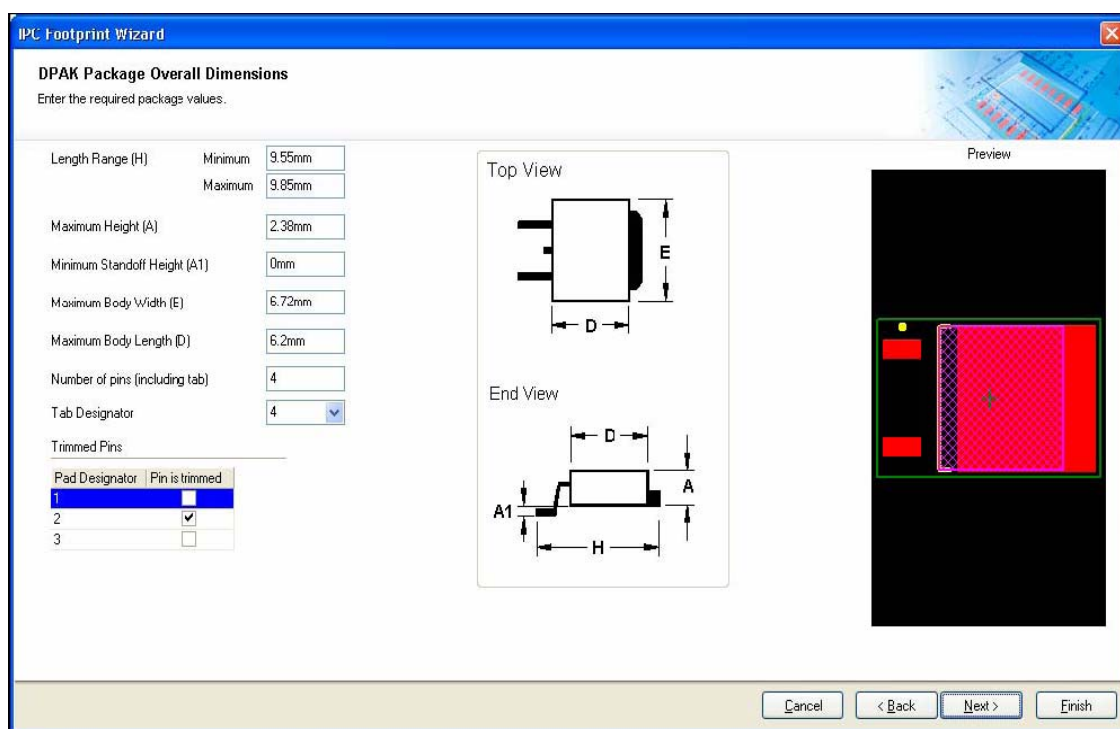 IPC Footprint Wizard
DPAK Package Overall Dimensions
Enter the required package values.
Length Range (H) Minimum 9.55mm
Maximum 9.85mm
Maximum Height (A) 2.38mm
Minimum Standoff Height (A1) 0mm
Maximum Body Width (E) 6.72mm
Maximum Body Length (D) 6.2mm
Number of pins (including tab) 4
Tab Designator 4
Trimmed Pins
Pad Designator Pin is trimmed
1
2
3
Top View
E
D
End View
D
A
A1
H
Preview
Cancel < Back Next > Finish